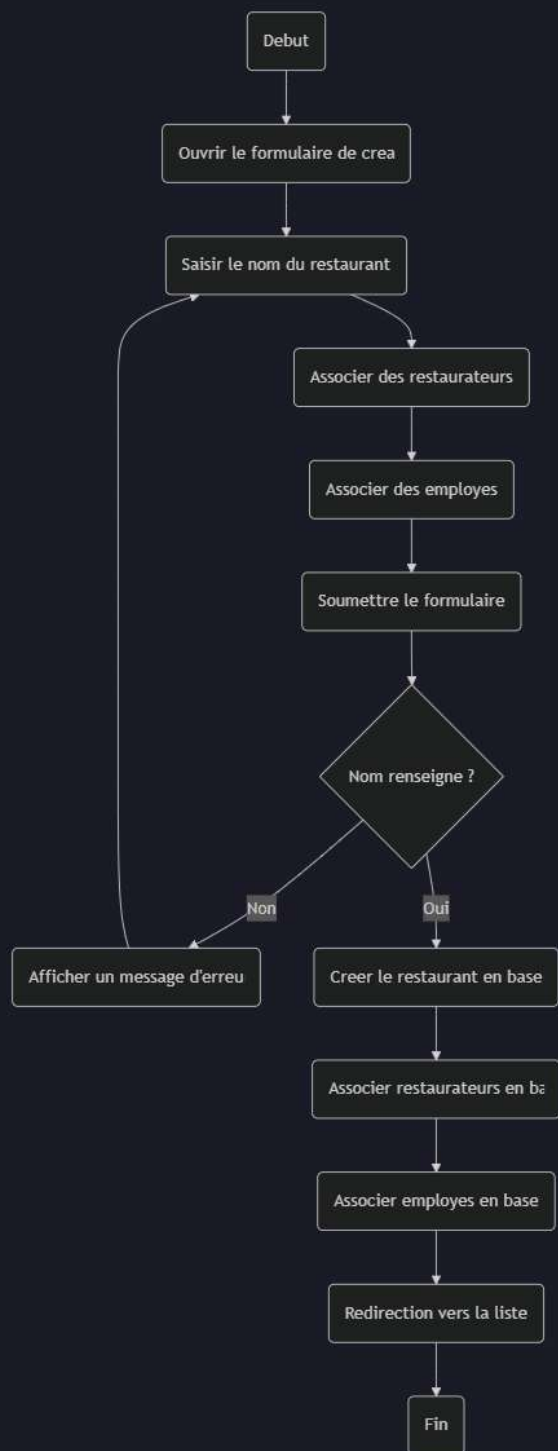 Debut
Ouvrir le formulaire de crea
Saisir le nom du restaurant
Associer des restaurateurs
Associer des employes
Soumettre le formulaire
Nom renseigne ?
Non
Oui
Afficher un message d'erreu
Creer le restaurant en base
Associer restaurateurs en ba
Associer employes en base
Redirection vers la liste
Fin